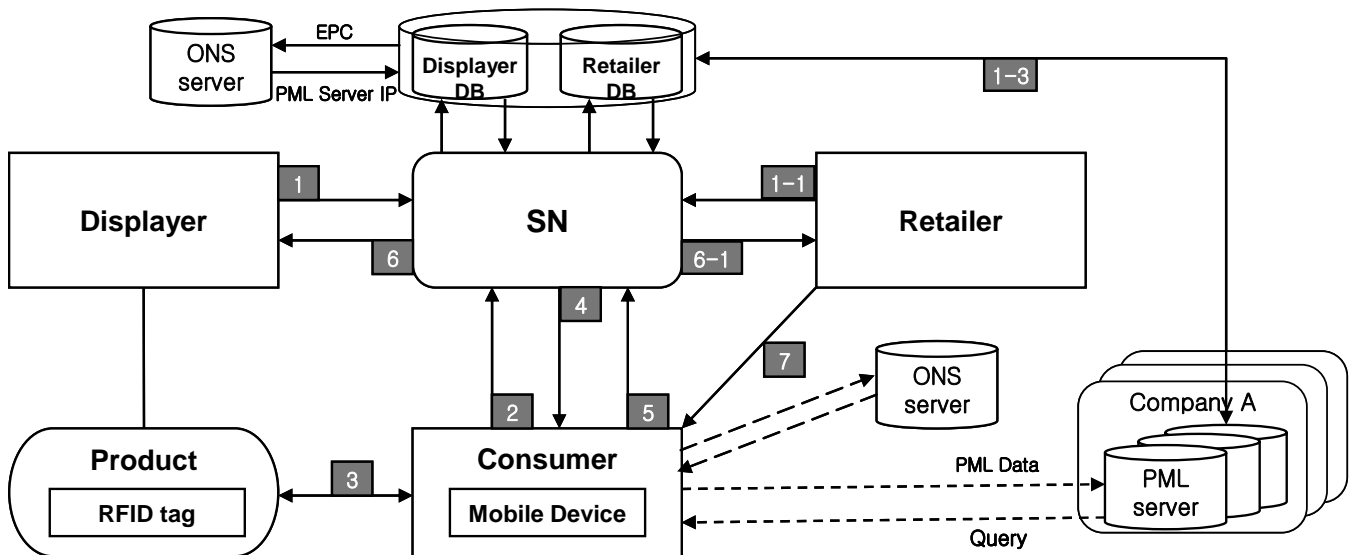 EPC
ONS
server
PML Server IP
Displayer
DB
Retailer
DB
1-3
Displayer
1
SN
1-1
Retailer
6
6-1
4
7
ONS
server
2
5
Company A
Product
RFID tag
3
Consumer
Mobile Device
PML Data
PML
server
Query